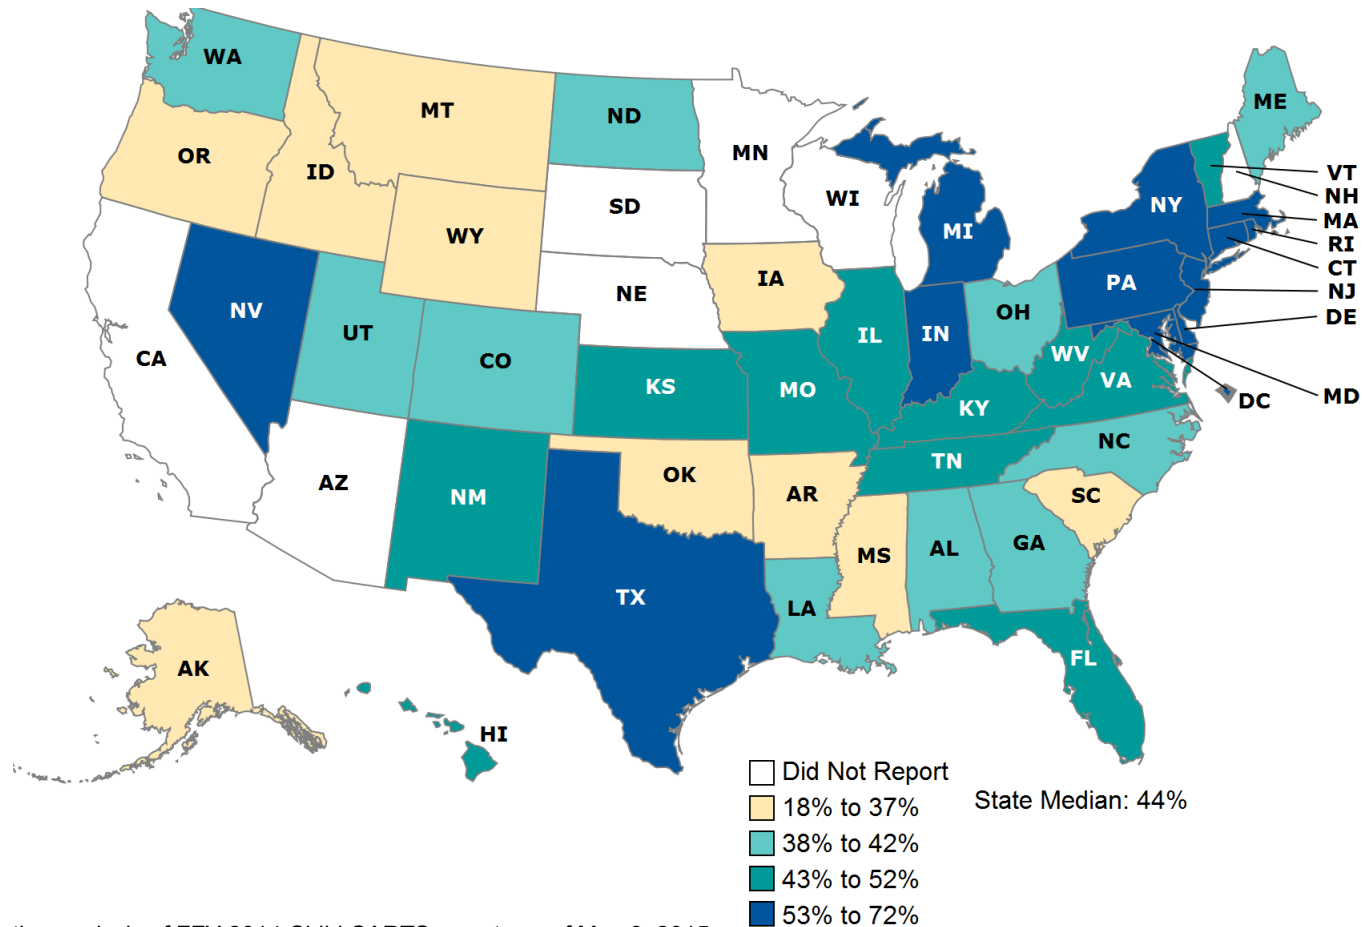 WA
ME
MT
ND
OR
MN
VT
ID
NH
WI
SD
NY
MA
MI
WY
RI
CT
IA
PA
NJ
NE
NV
OH
DE
UT
IL
IN
CA
CO
WV
VA
KS
MO
MD
DC
KY
NC
TN
OK
AZ
NM
AR
SC
GA
AL
MS
TX
LA
FL
AK
HI
Did Not Report
State Median: 44%
18% to 37%
38% to 42%
43% to 52%
53% to 72%